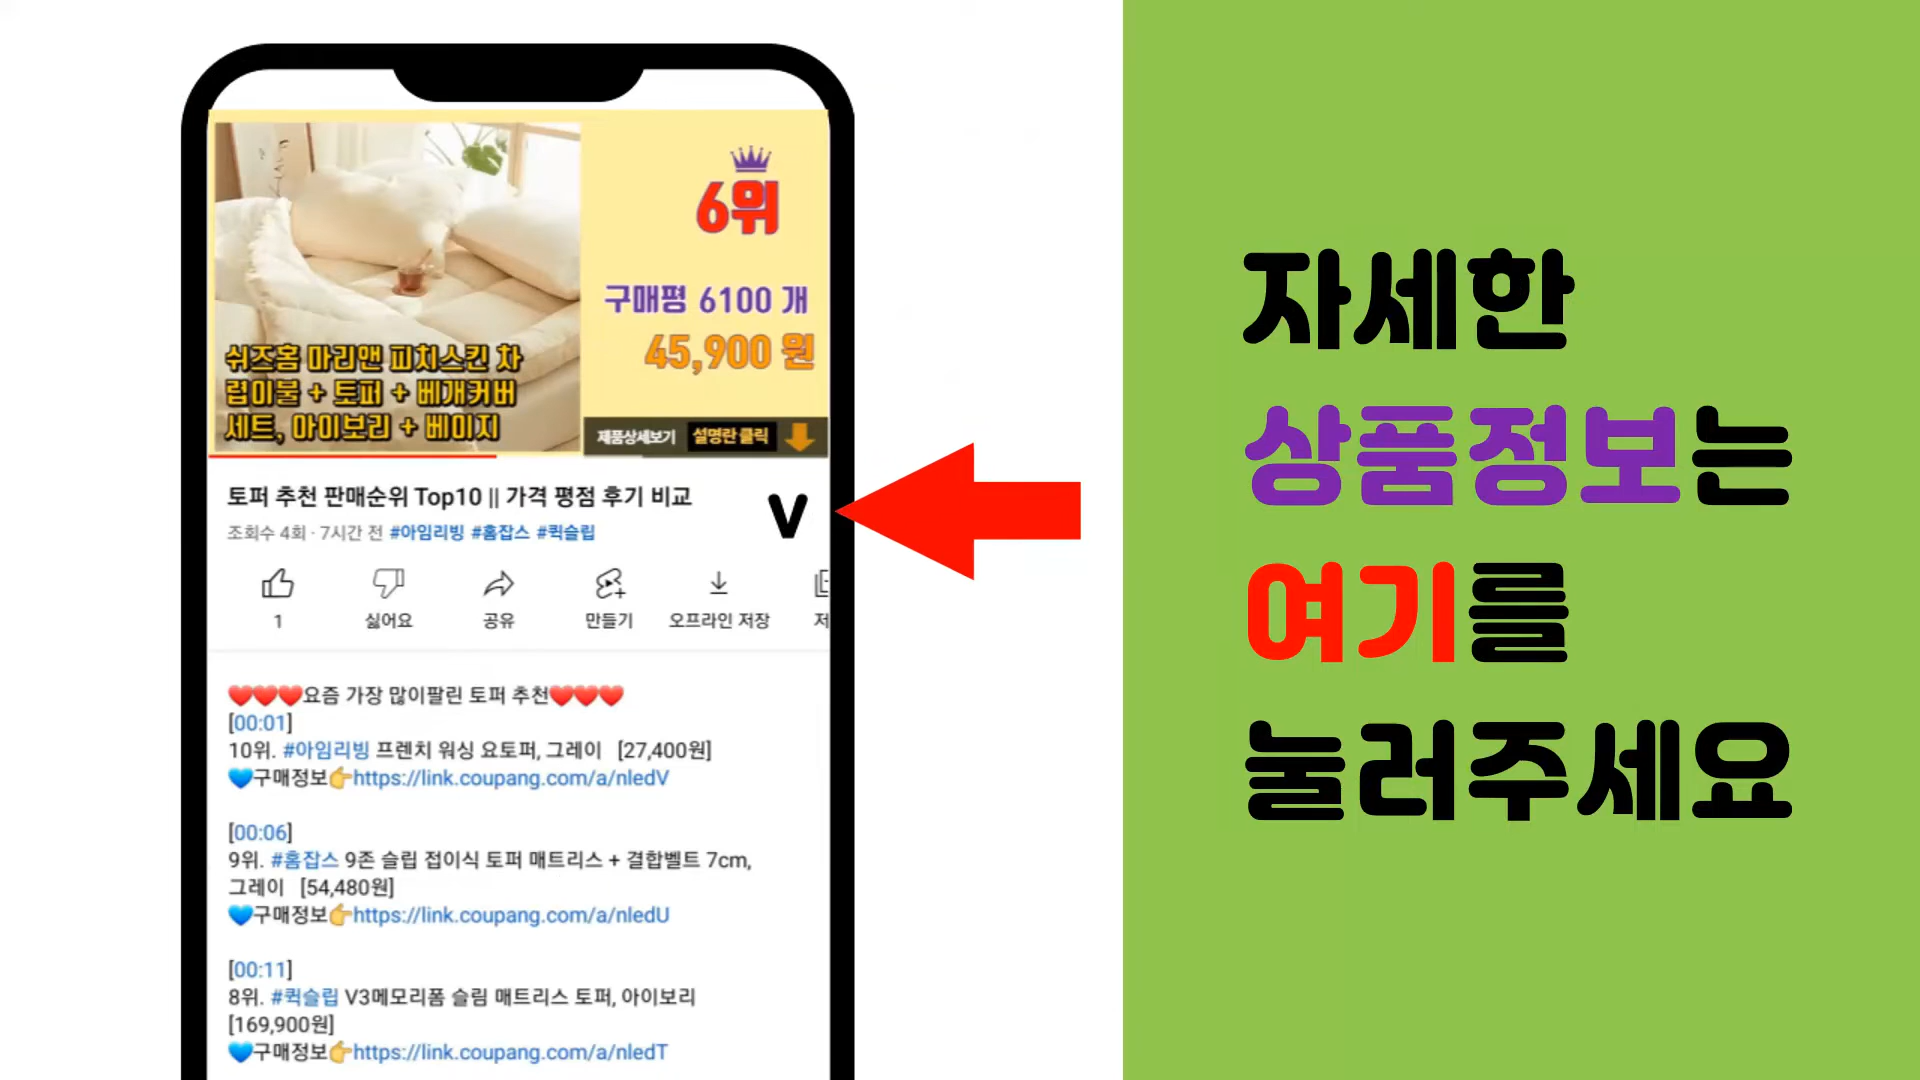 6위
구매평 6100 개
45,900 원
쉬즈홈 마리앤 피치스킨 차
렵이불 + 토퍼 + 베개커버
세트, 아이보리 + 베이지
제품상세보기 설명란 클릭
토퍼 추천 판매순위 Top10 || 가격 평점 후기 비교
V
조회수 4회 · 7시간 전 #아임리빙 #홈잡스 #퀵슬립
1 싫어요 공유 만들기 오프라인 저장 저
❤️❤️❤️요즘 가장 많이팔린 토퍼 추천❤️❤️❤️
[00:01]
10위. #아임리빙 프렌치 워싱 요토퍼, 그레이 [27,400원]
💙구매정보👉https://link.coupang.com/a/nledV
[00:06]
9위. #홈잡스 9존 슬립 접이식 토퍼 매트리스 + 결합벨트 7cm,
그레이 [54,480원]
💙구매정보👉https://link.coupang.com/a/nledU
[00:11]
8위. #퀵슬립 V3메모리폼 슬림 매트리스 토퍼, 아이보리
[169,900원]
💙구매정보👉https://link.coupang.com/a/nledT
자세한
상품정보는
여기를
눌러주세요